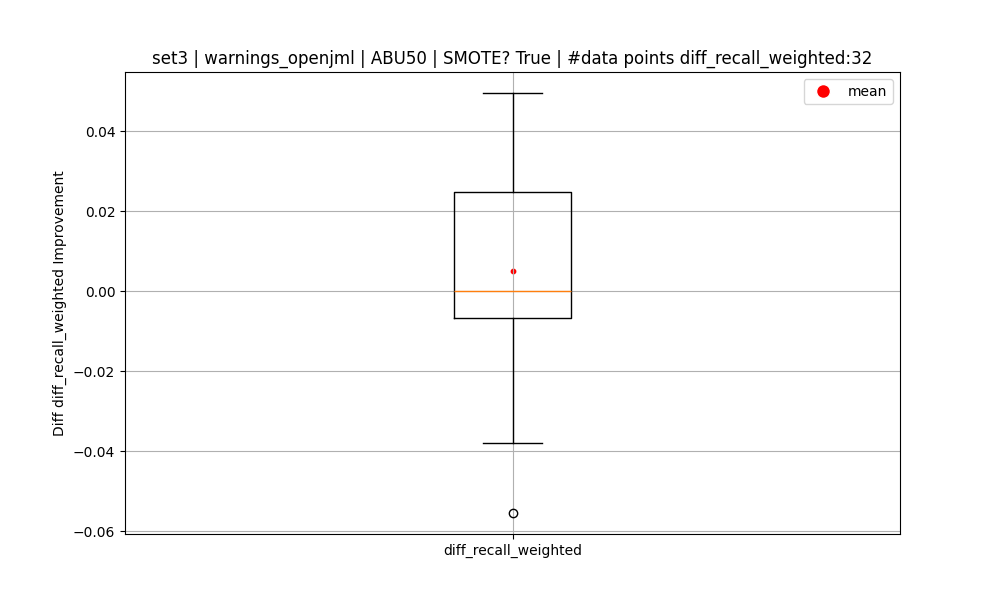 set3 | warnings_openjml | ABU50 | SMOTE? True | #data points diff_recall_weighted:32
mean
Diff diff_recall_weighted Improvement
0.04
0.02
0.00
−0.02
−0.04
−0.06
diff_recall_weighted